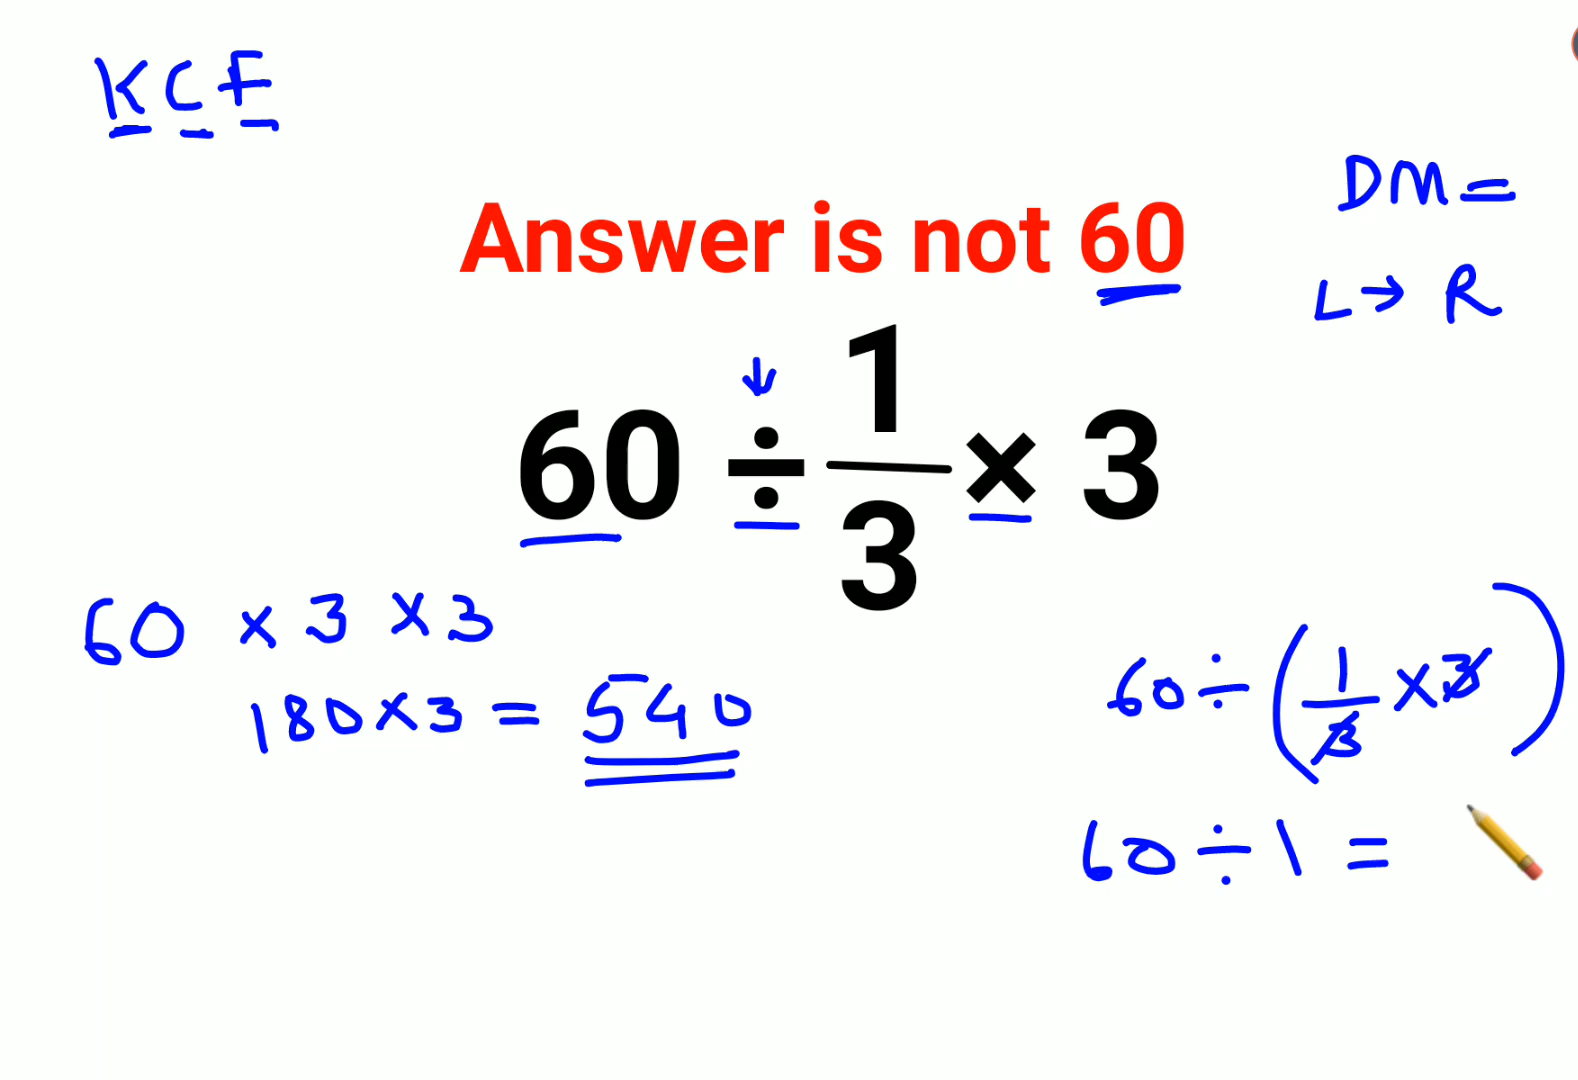 KCF
DM =
Answer is not 60
L → R
60 ÷ 1/3 × 3
60 × 3 × 3
180 × 3 = 540
60 ÷ (1/3 × 3)
60 ÷ 1 =